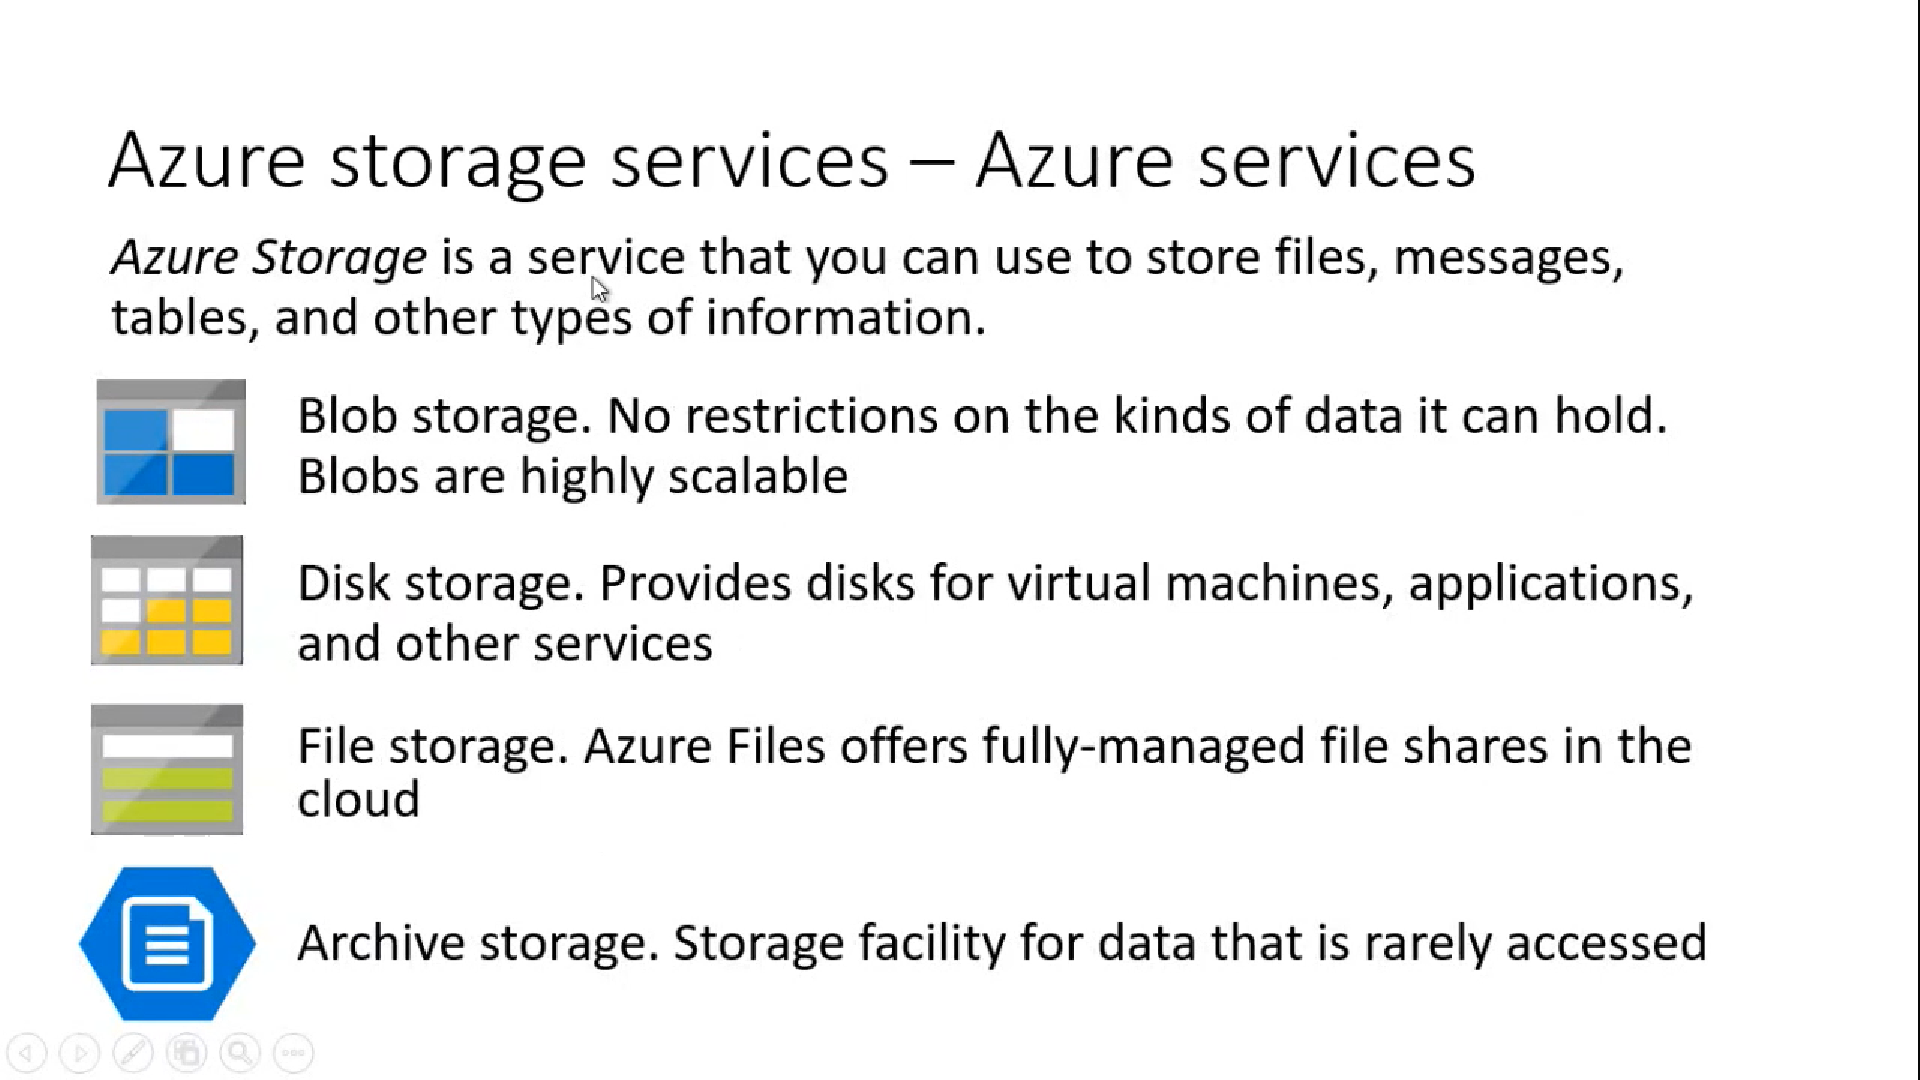 Azure storage services – Azure services
Azure Storage is a service that you can use to store files, messages,
tables, and other types of information.
Blob storage. No restrictions on the kinds of data it can hold.
Blobs are highly scalable
Disk storage. Provides disks for virtual machines, applications,
and other services
File storage. Azure Files offers fully-managed file shares in the
cloud
Archive storage. Storage facility for data that is rarely accessed